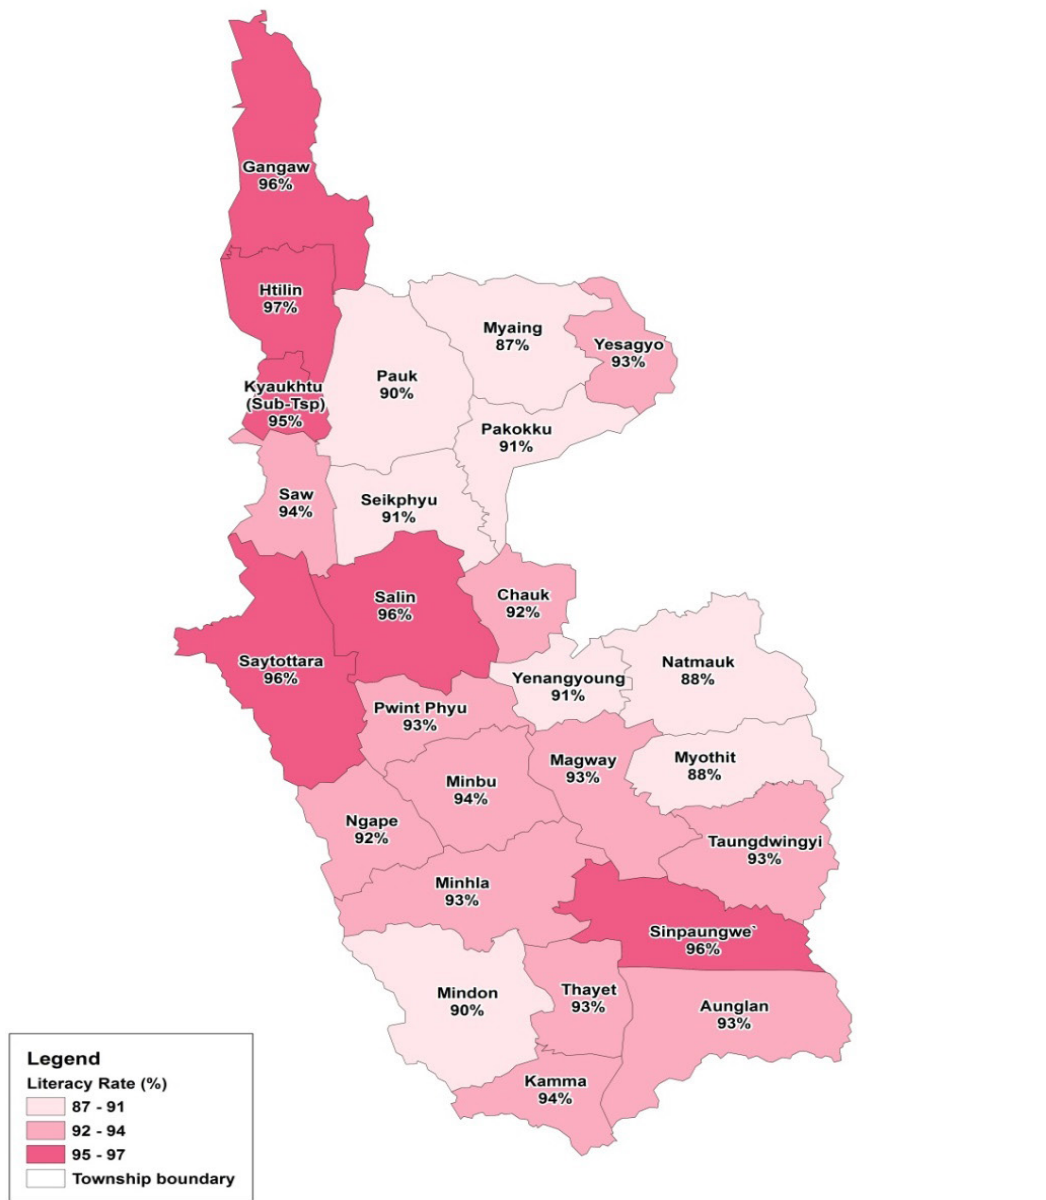 Gangaw
96%
Htilin
97%
Kyaukhtu
(Sub-Tsp)
95%
Myaing
87%
Yesagyo
93%
Pauk
90%
Pakokku
91%
Saw
94%
Seikphyu
91%
Salin
96%
Chauk
92%
Saytottara
96%
Natmauk
88%
Yenangyoung
91%
Pwint Phyu
93%
Magway
93%
Myothit
88%
Minbu
94%
Ngape
92%
Taungdwingyi
93%
Minhla
93%
Sinpaungwe`
96%
Mindon
90%
Thayet
93%
Aunglan
93%
Kamma
94%
Legend
Literacy Rate (%)
87 - 91
92 - 94
95 - 97
Township boundary